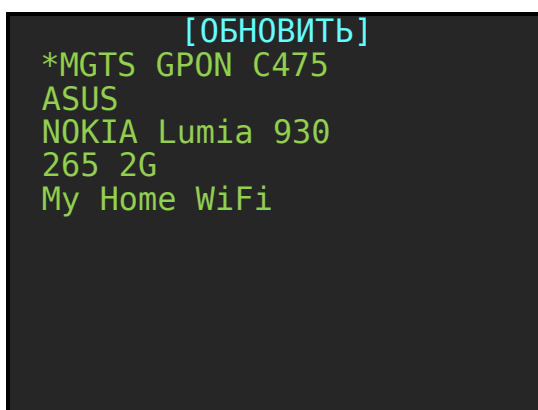 [ОБНОВИТЬ]
*MGTS GPON C475
ASUS
NOKIA Lumia 930
265 2G
My Home WiFi